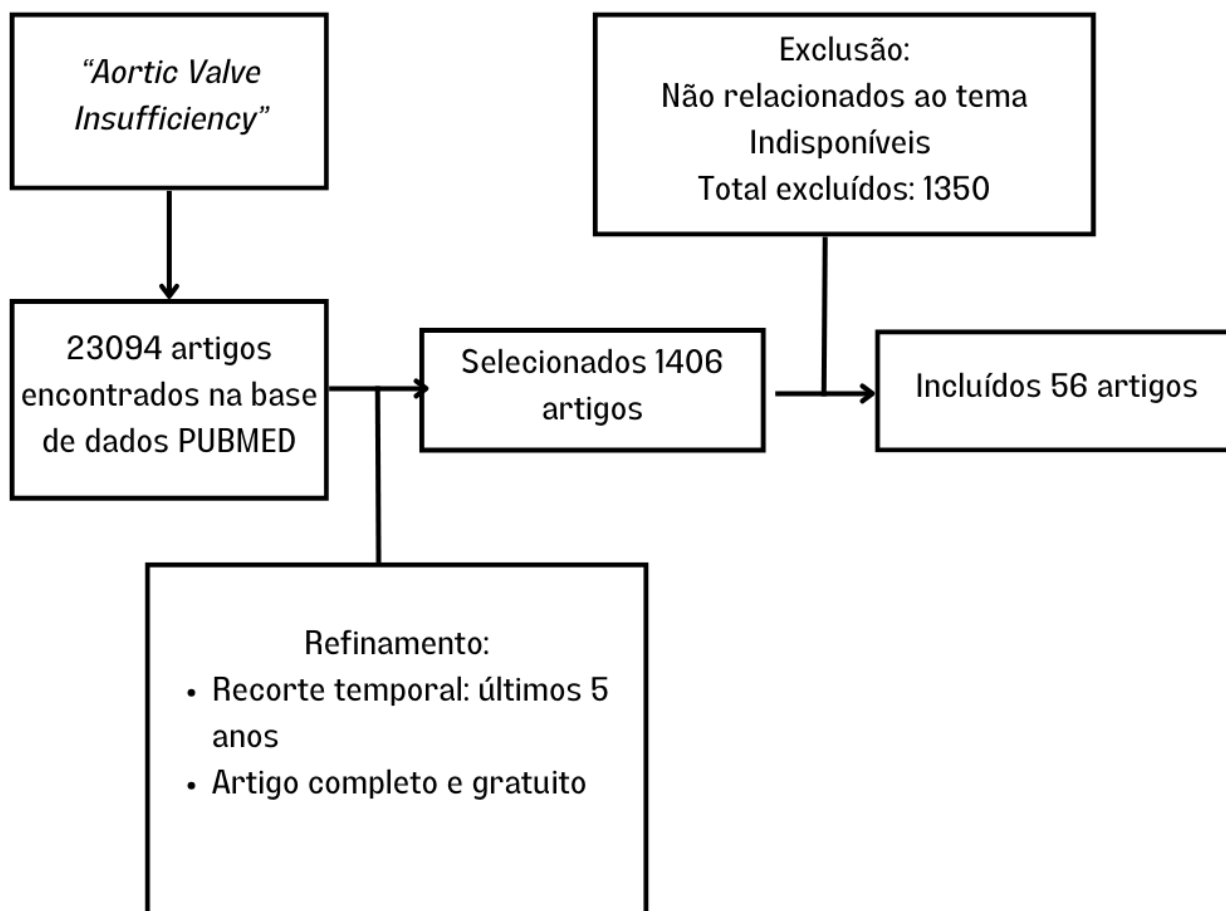 “Aortic Valve
Insufficiency”
Exclusão:
Não relacionados ao tema
Indisponíveis
Total excluídos: 1350
23094 artigos
encontrados na base
de dados PUBMED
Selecionados 1406
artigos
Incluídos 56 artigos
Refinamento:
• Recorte temporal: últimos 5
anos
• Artigo completo e gratuito